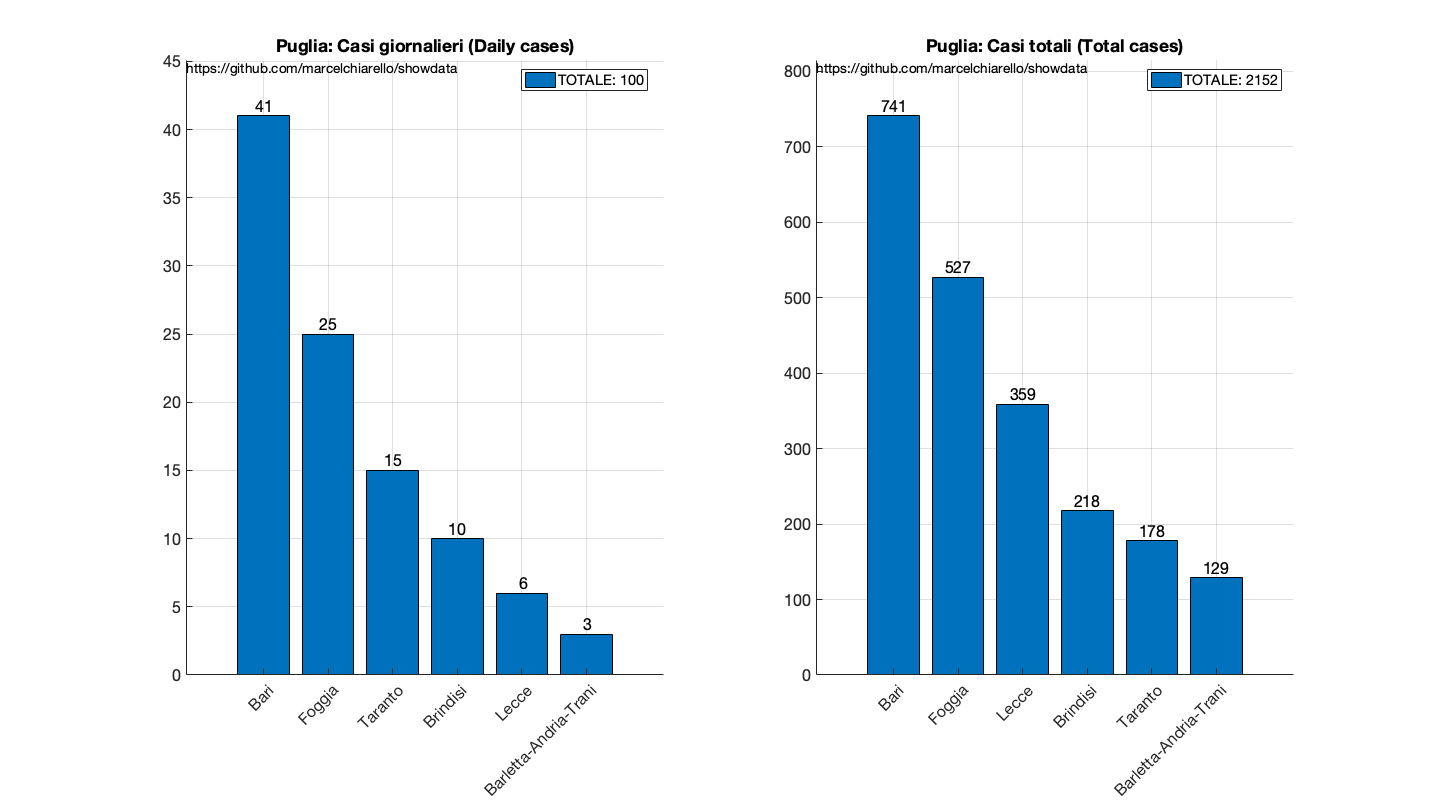 Puglia: Casi giornalieri (Daily cases)
https://github.com/marcelchiarello/showdata
TOTALE: 100
45
40
35
30
25
20
15
10
5
0
41
25
15
10
6
3
Bari
Foggia
Taranto
Brindisi
Lecce
Barletta-Andria-Trani
Puglia: Casi totali (Total cases)
https://github.com/marcelchiarello/showdata
TOTALE: 2152
800
700
600
500
400
300
200
100
0
741
527
359
218
178
129
Bari
Foggia
Lecce
Brindisi
Taranto
Barletta-Andria-Trani